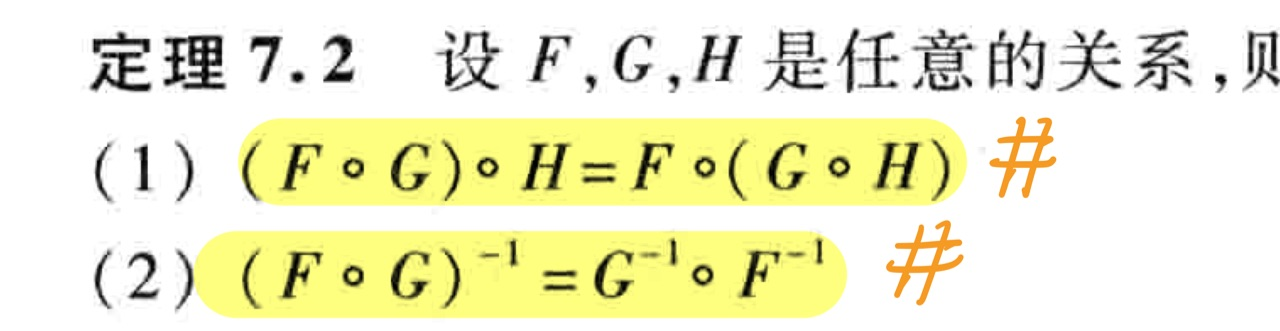 定理 7.2 设 F,G,H 是任意的关系,则
(1) (F∘G)∘H=F∘(G∘H) #
(2) (F∘G)⁻¹=G⁻¹∘F⁻¹ #